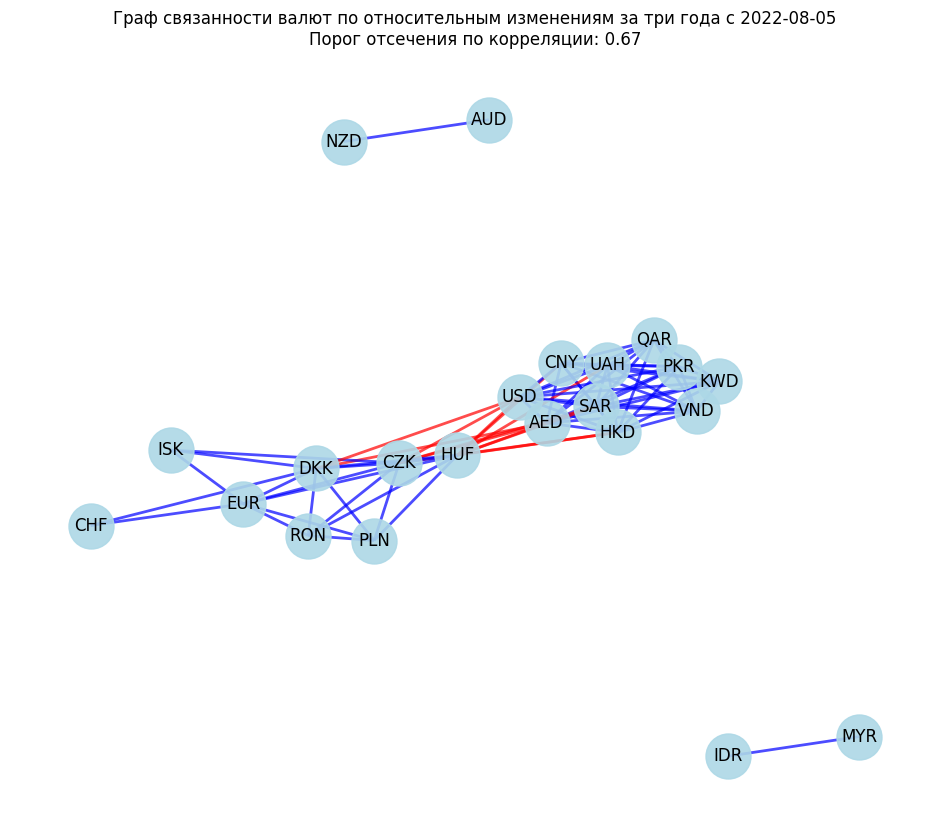 Граф связанности валют по относительным изменениям за три года с 2022-08-05
Порог отсечения по корреляции: 0.67
AUD
NZD
QAR
CNY
UAH
PKR
KWD
USD
SAR
VND
AED
HKD
ISK
DKK
CZK
HUF
EUR
CHF
RON
PLN
MYR
IDR